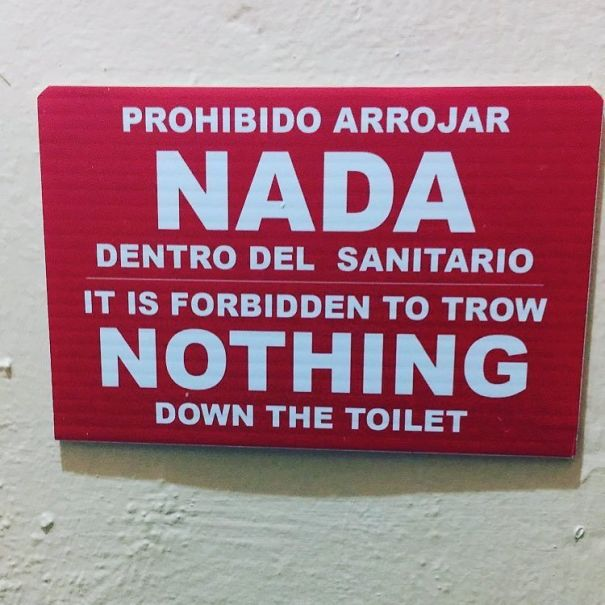 PROHIBIDO ARROJAR
NADA
DENTRO DEL SANITARIO
IT IS FORBIDDEN TO TROW
NOTHING
DOWN THE TOILET